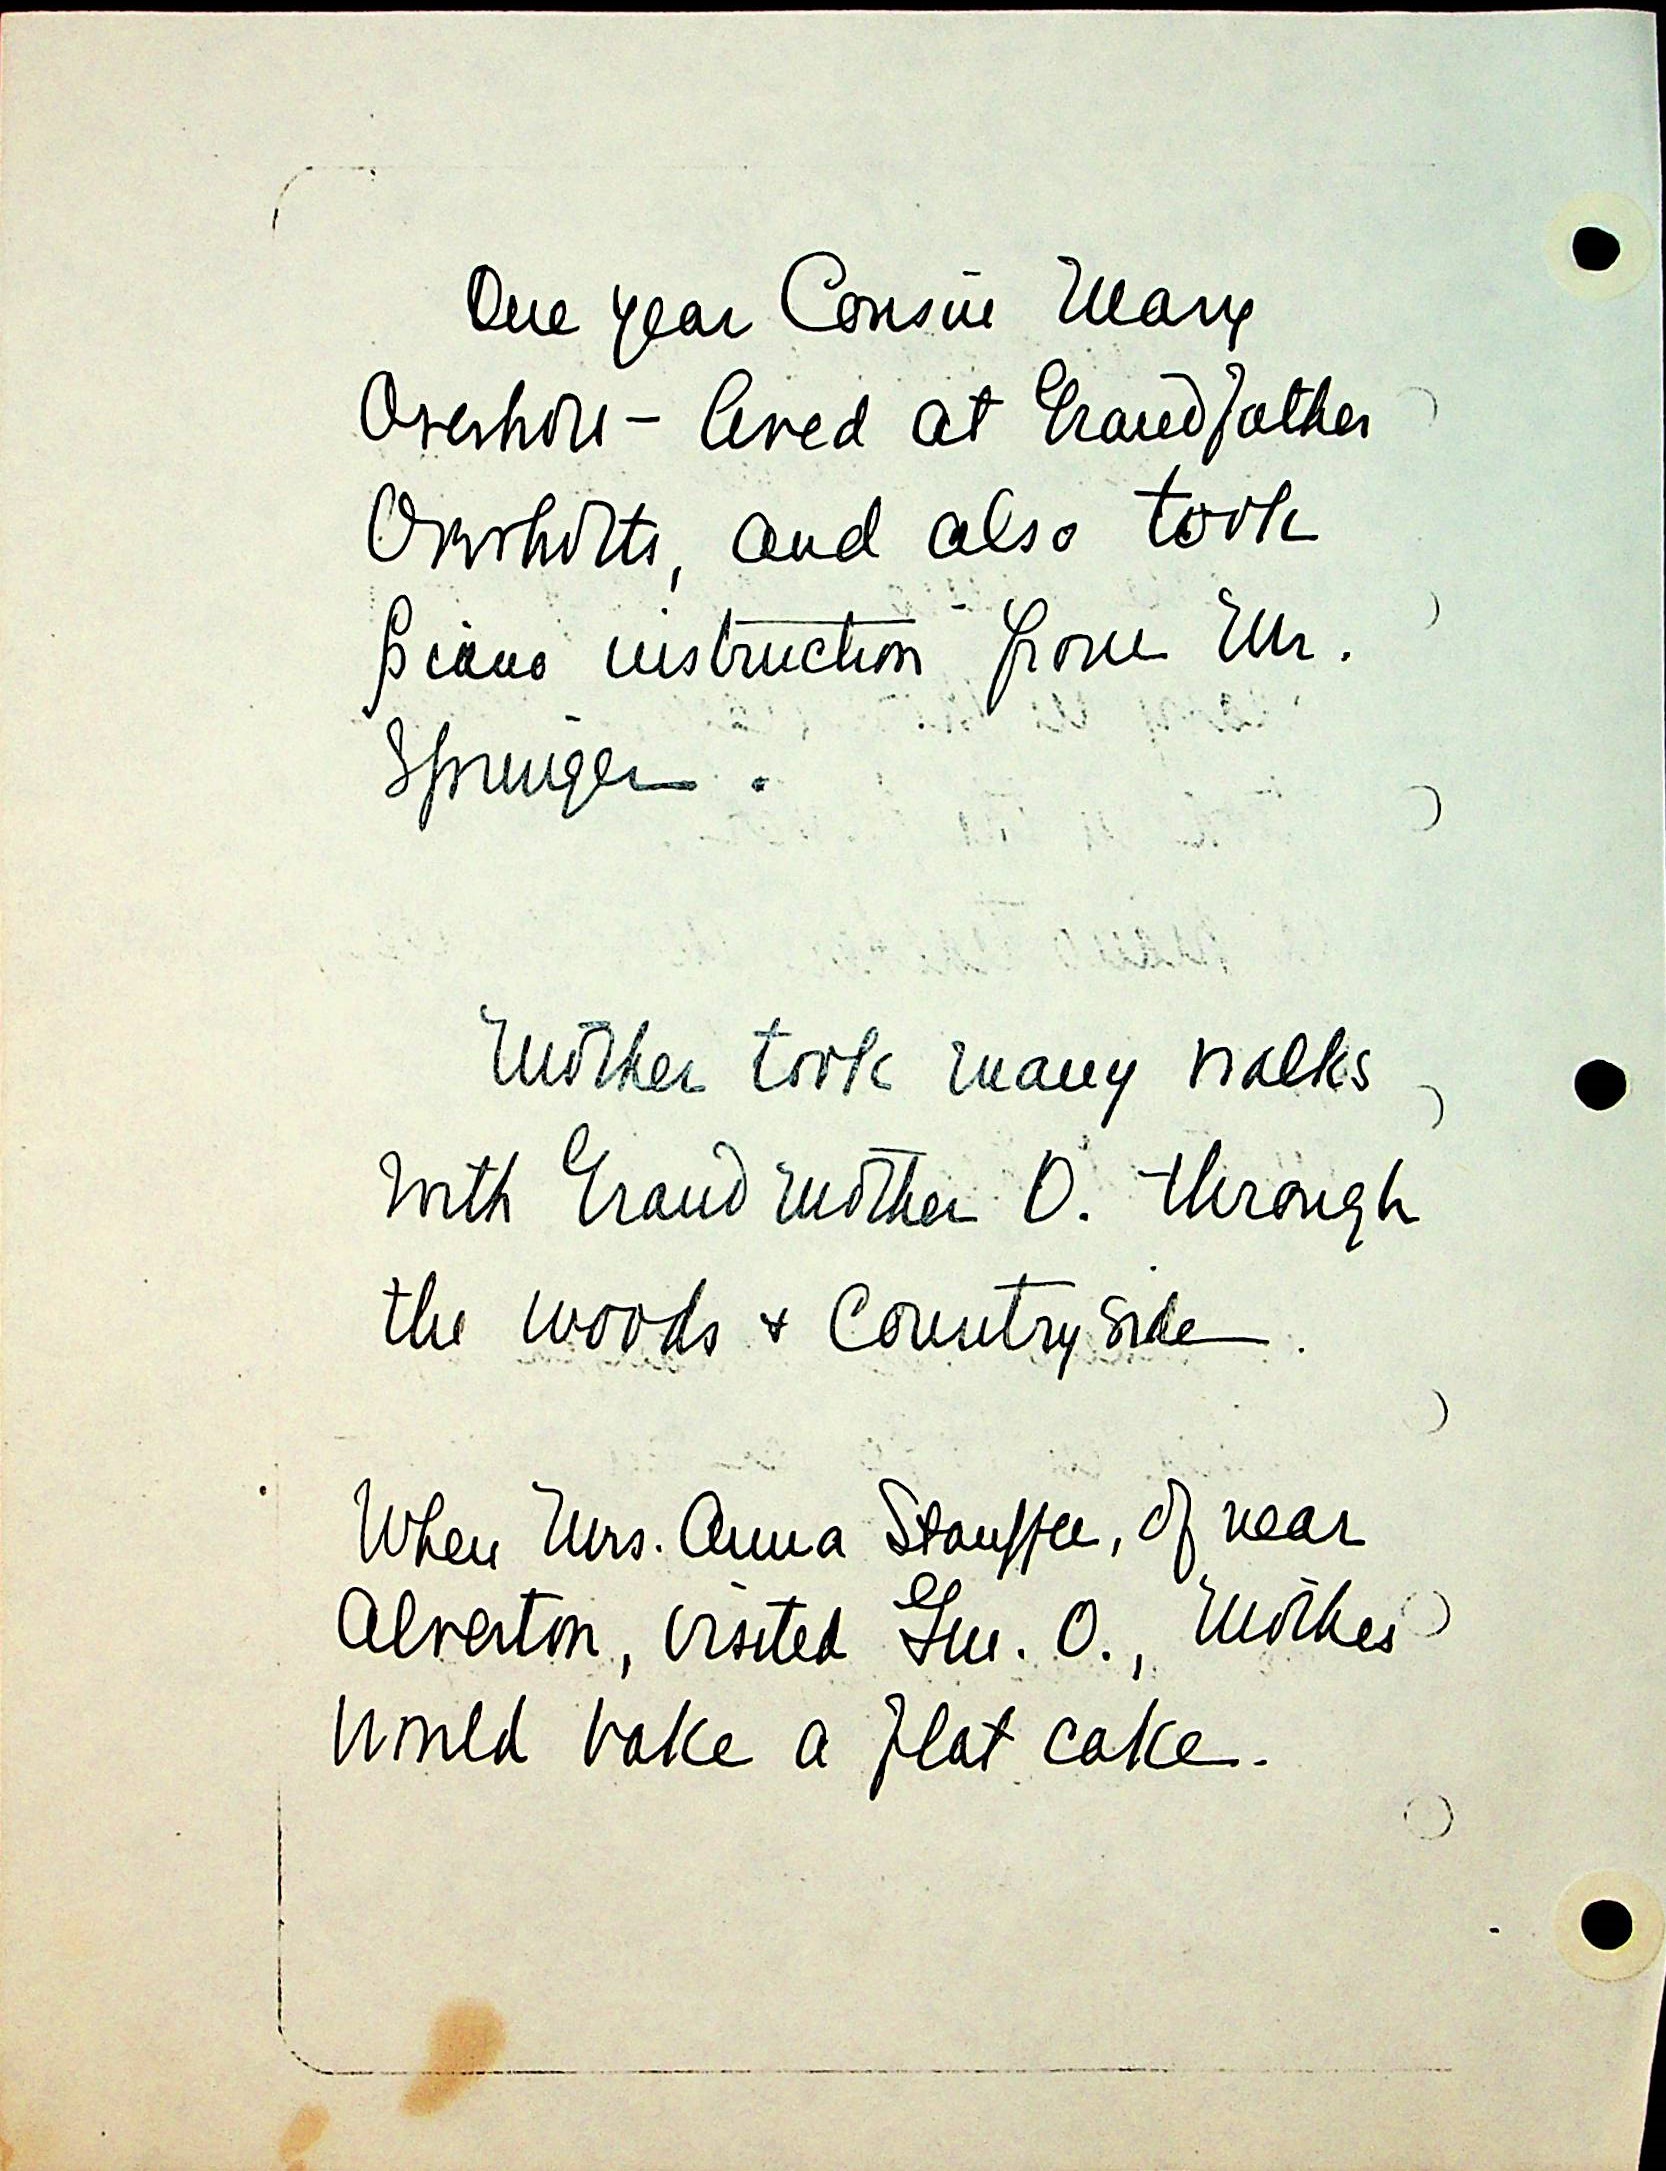 One year Cousin Mary
Overholt - lived at Grandfather
Overholts, and also took
piano instruction from Mr.
Springer.
Mother took many walks
with Grandmother O. through
the woods + Countryside.
When Mrs. Anna Stauffer, of near
Alverton, visited Gm. O., Mother
would bake a flat cake.